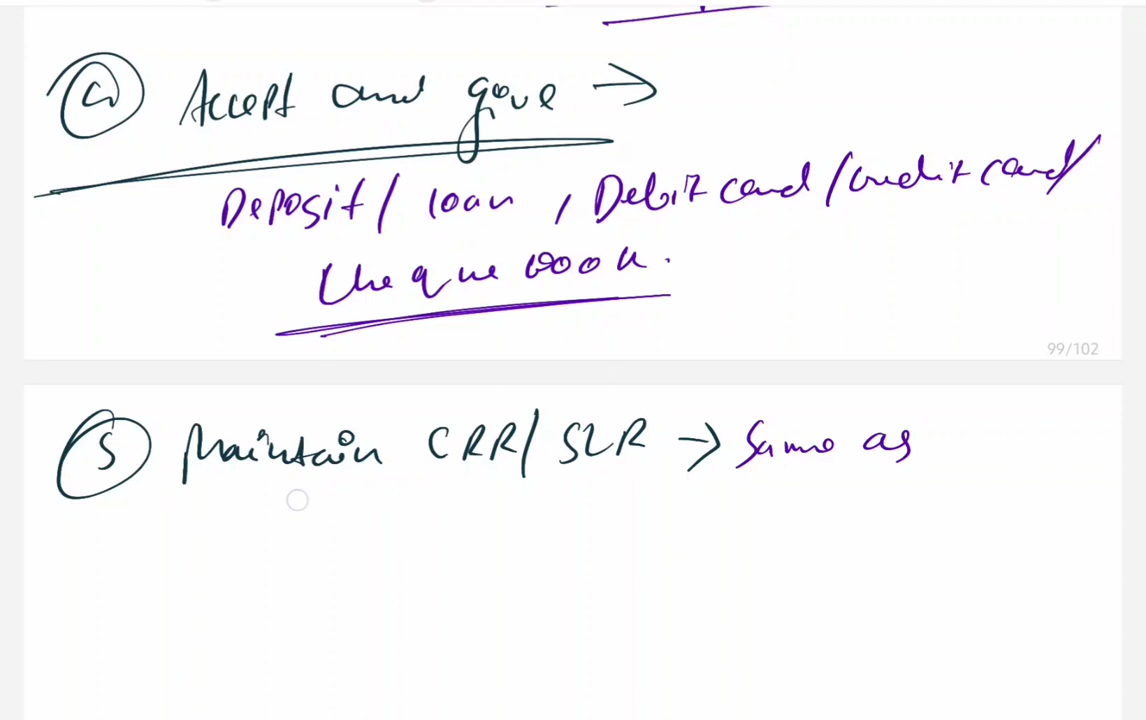 ④ Accept and gove →
Deposit / loan , Debit card / credit card /
Cheque book .
99/102
⑤ Maintain CRR / SLR → Same as